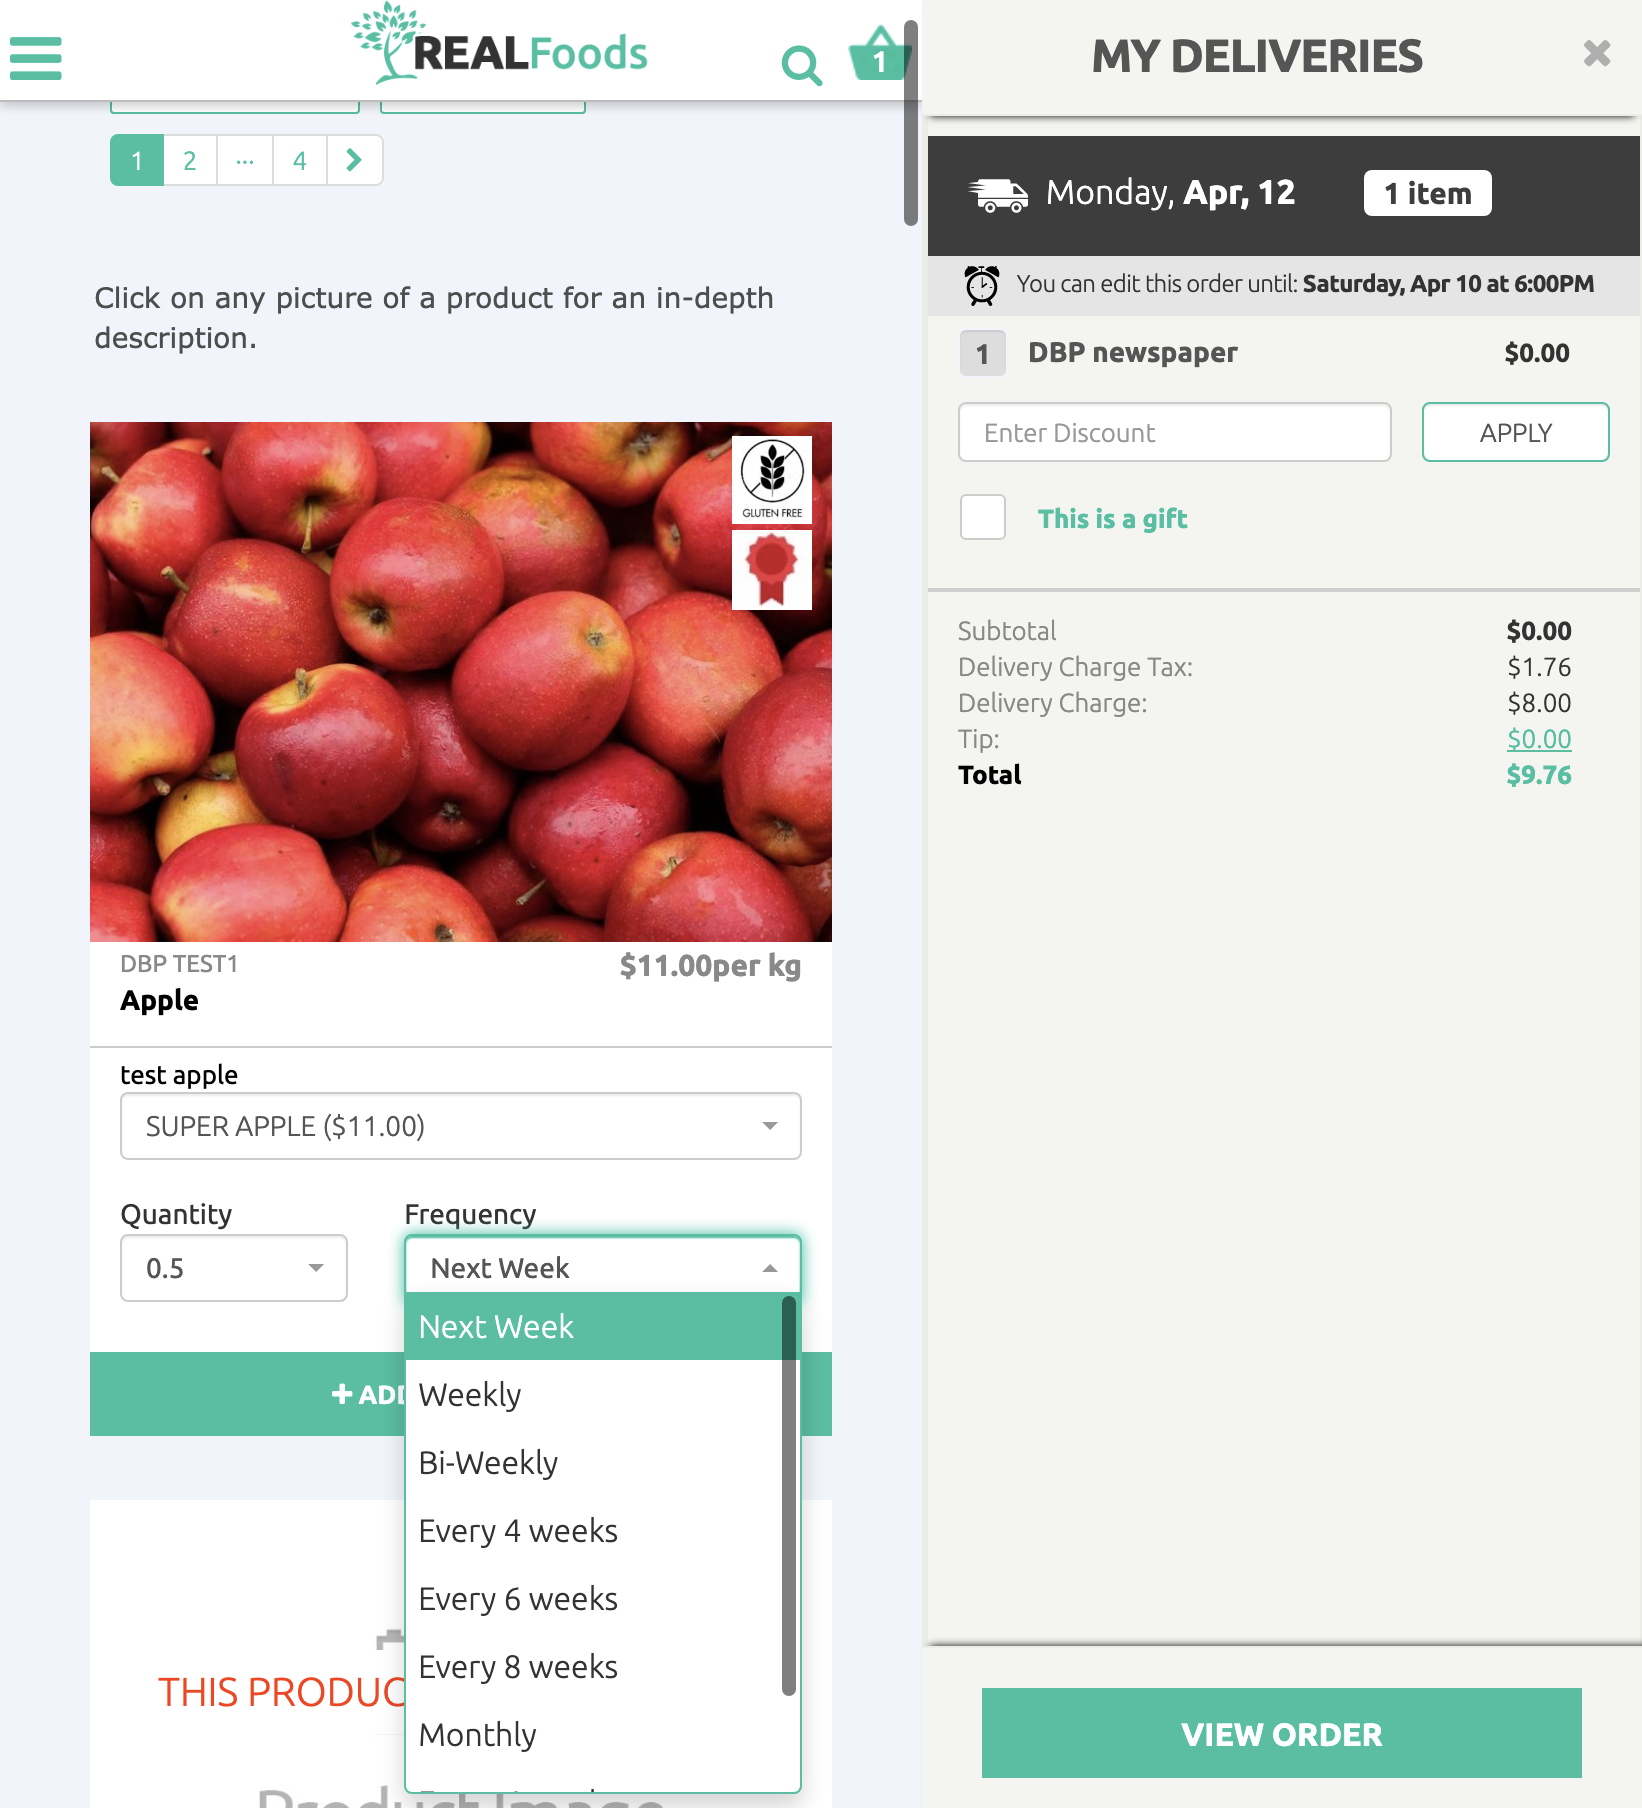 REALFoods
1
1 2 ... 4
Click on any picture of a product for an in-depth
description.
GLUTEN FREE
DBP TEST1
$11.00per kg
Apple
test apple
SUPER APPLE ($11.00)
Quantity
Frequency
0.5
Next Week
Next Week
Weekly
Bi-Weekly
Every 4 weeks
Every 6 weeks
Every 8 weeks
Monthly
+ ADD
THIS PRODUC
Product Image
MY DELIVERIES
Monday, Apr, 12
1 item
You can edit this order until: Saturday, Apr 10 at 6:00PM
1 DBP newspaper $0.00
Enter Discount
APPLY
This is a gift
Subtotal $0.00
Delivery Charge Tax: $1.76
Delivery Charge: $8.00
Tip: $0.00
Total $9.76
VIEW ORDER